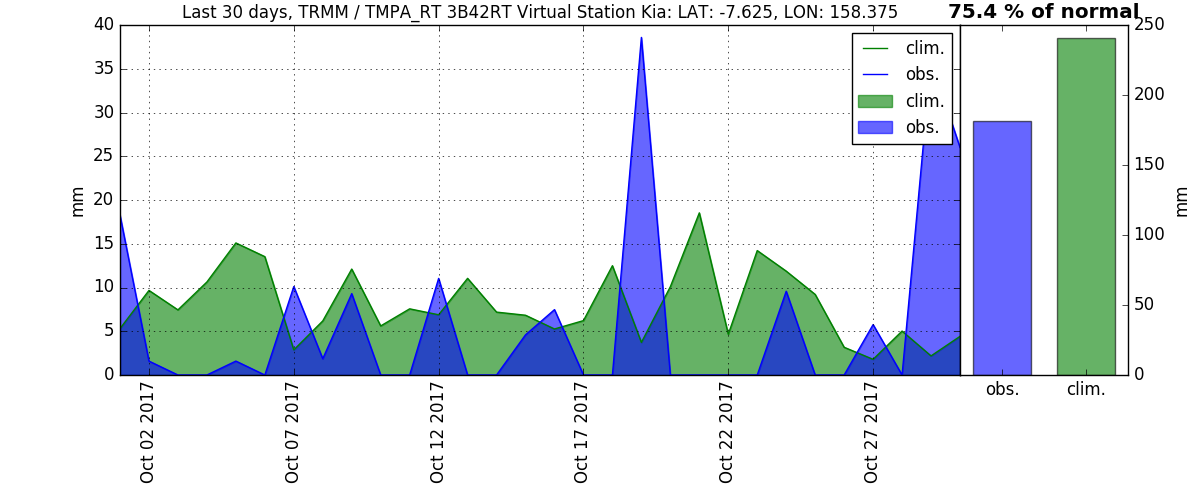 Last 30 days, TRMM / TMPA_RT 3B42RT Virtual Station Kia: LAT: -7.625, LON: 158.375
75.4 % of normal
40
35
30
25
20
15
10
5
0
mm
clim.
obs.
clim.
obs.
Oct 02 2017
Oct 07 2017
Oct 12 2017
Oct 17 2017
Oct 22 2017
Oct 27 2017
250
200
150
100
50
0
mm
obs.
clim.